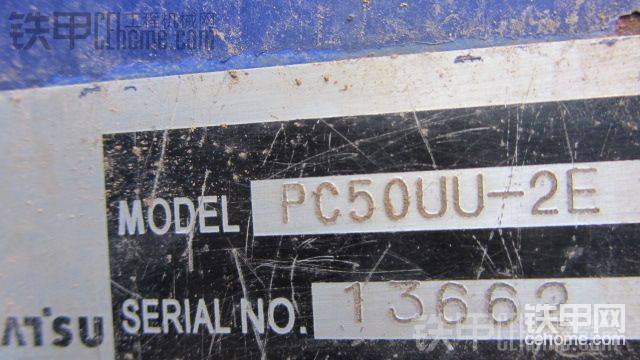 铁甲工程机械网
cehome.com
MODEL PC50UU-2E
ATSU SERIAL NO. 13662
铁甲网
www.cehome.com